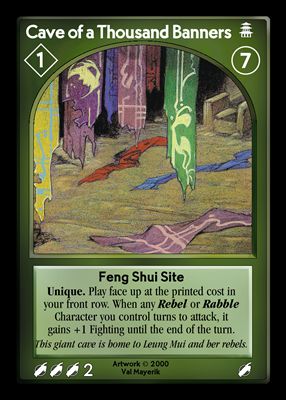 Cave of a Thousand Banners
1
7
Feng Shui Site
Unique. Play face up at the printed cost in
your front row. When any Rebel or Rabble
Character you control turns to attack, it
gains +1 Fighting until the end of the turn.
This giant cave is home to Leung Mui and her rebels.
2
Artwork © 2000
Val Mayerik